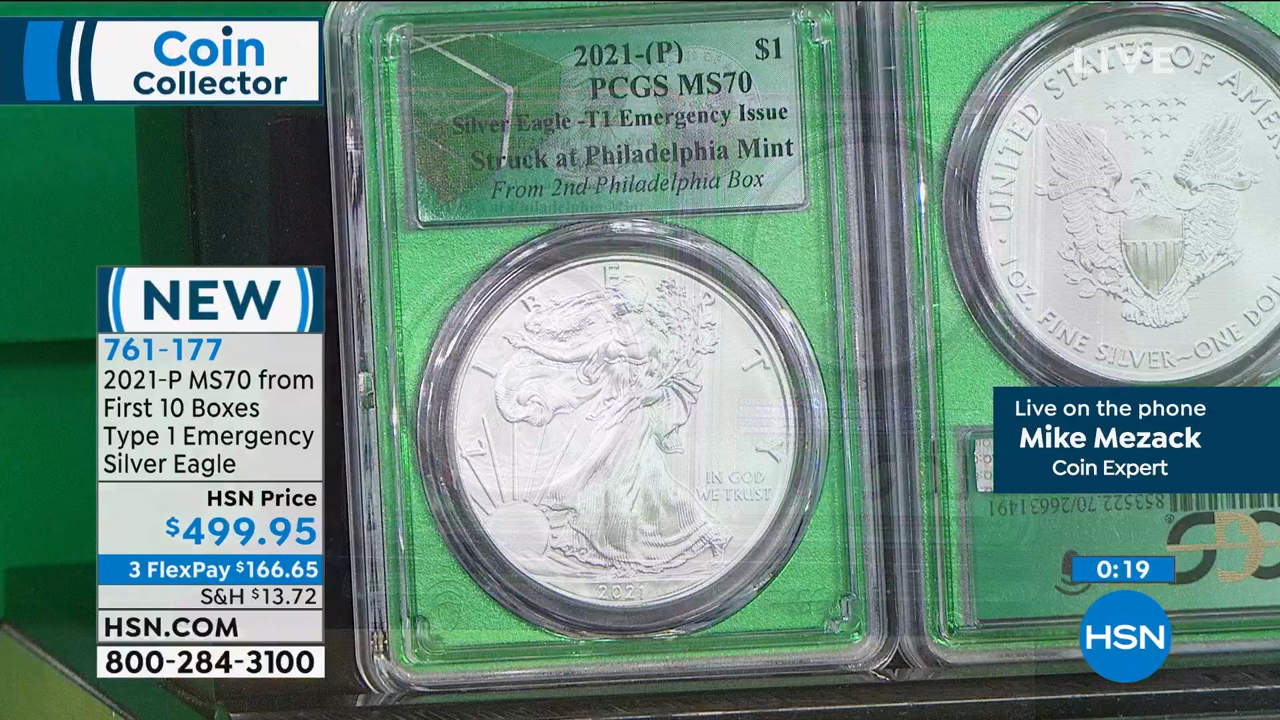 Coin
Collector
NEW
761-177
2021-P MS70 from
First 10 Boxes
Type 1 Emergency
Silver Eagle
HSN Price
$499.95
3 FlexPay $166.65
S&H $13.72
HSN.COM
800-284-3100
2021-(P) $1
PCGS MS70
Silver Eagle -T1 Emergency Issue
Struck at Philadelphia Mint
From 2nd Philadelphia Box
LIBERTY
IN GOD
WE TRUST
2021
LIVE
UNITED STATES OF AMER
1 OZ. FINE SILVER~ONE DOL
Live on the phone
Mike Mezack
Coin Expert
853522.70/26631491
0:19
HSN